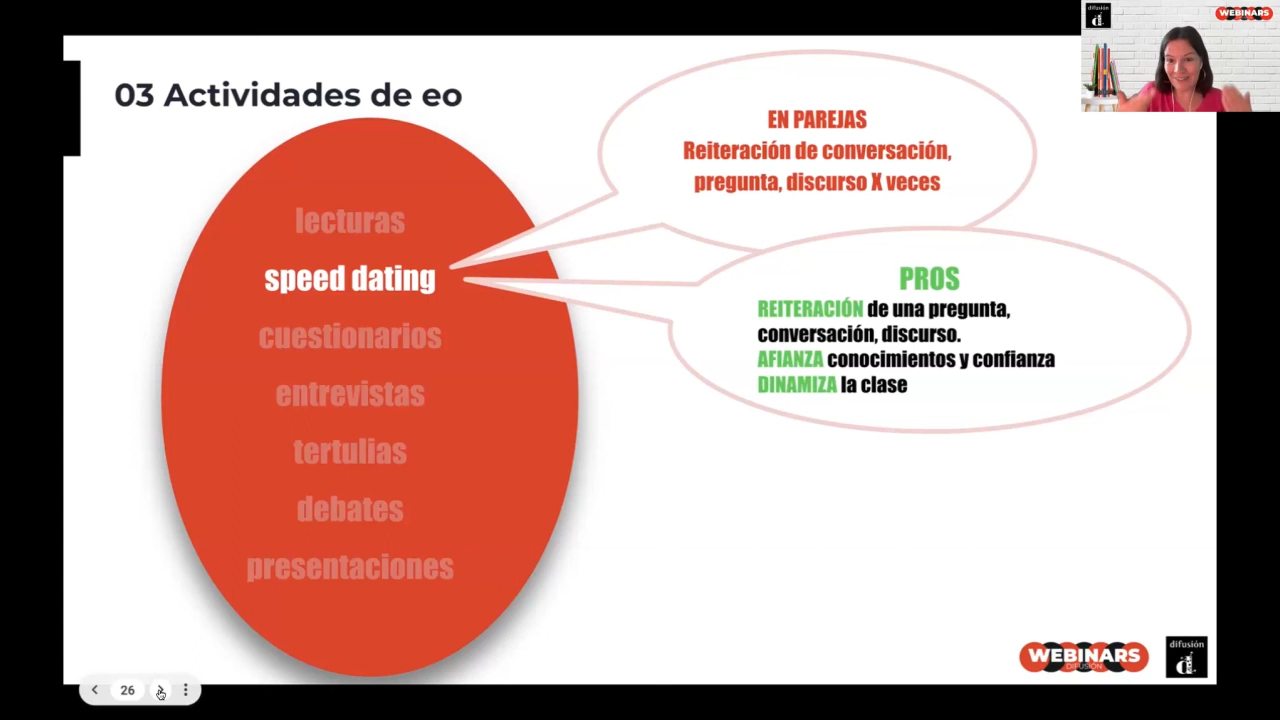 difusión
WEBINARS
03 Actividades de eo
lecturas
speed dating
cuestionarios
entrevistas
tertulias
debates
presentaciones
EN PAREJAS
Reiteración de conversación,
pregunta, discurso X veces
PROS
REITERACIÓN de una pregunta,
conversación, discurso.
AFIANZA conocimientos y confianza
DINAMIZA la clase
26
WEBINARS
DIFUSIÓN
difusión